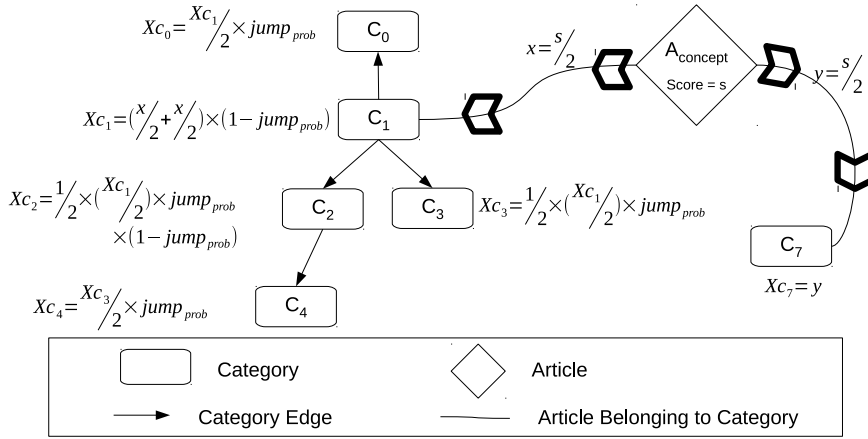 Xc₀=Xc₁/2×jump_prob
C₀
x=s/2
A_concept
Score = s
y=s/2
Xc₁=(x/2+x/2)×(1−jump_prob)
C₁
Xc₂=1/2×(Xc₁/2)×jump_prob
×(1−jump_prob)
C₂
C₃
Xc₃=1/2×(Xc₁/2)×jump_prob
C₇
Xc₇=y
Xc₄=Xc₃/2×jump_prob
C₄
Category
Article
Category Edge
Article Belonging to Category